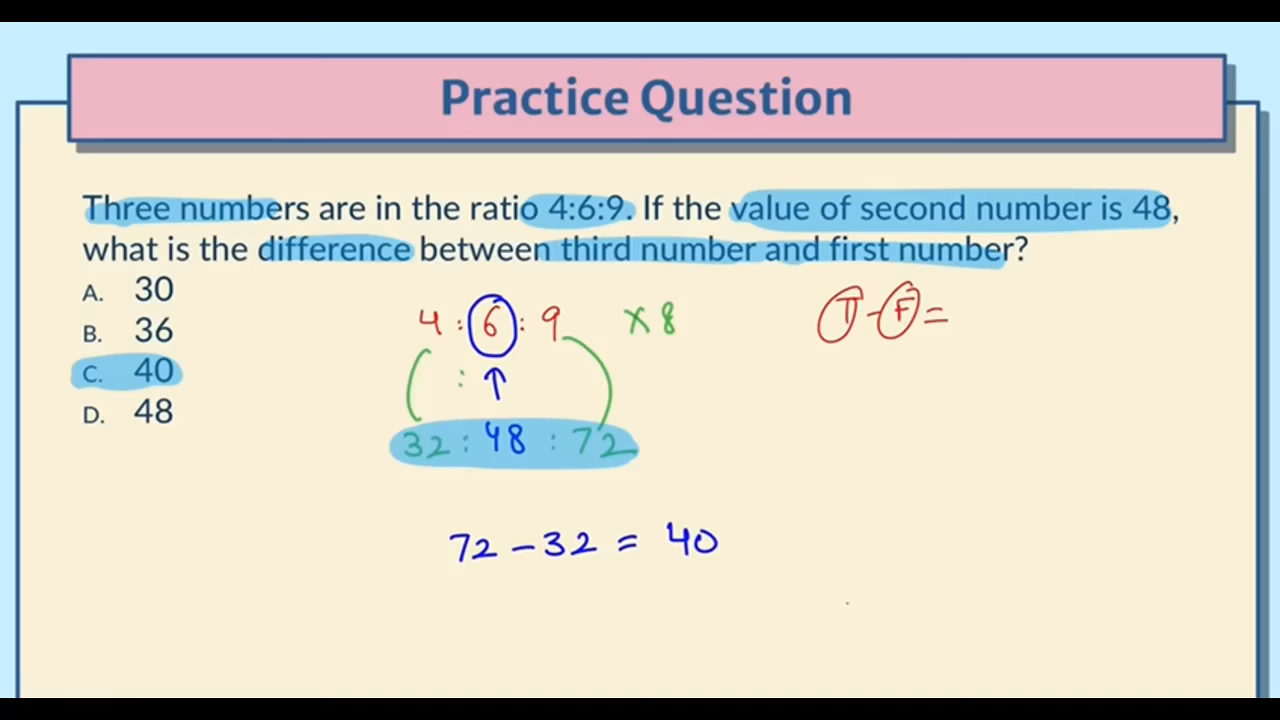 Practice Question
Three numbers are in the ratio 4:6:9. If the value of second number is 48,
what is the difference between third number and first number?
A. 30
B. 36
C. 40
D. 48
4 : 6 : 9 × 8
T - F =
:
32 : 48 : 72
72 - 32 = 40